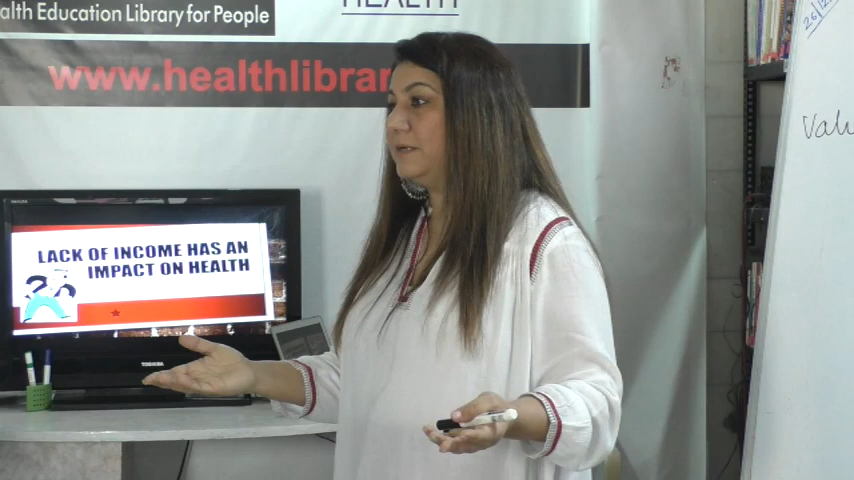 alth Education Library for People
HEALTH
www.healthlibrar
LACK OF INCOME HAS AN
IMPACT ON HEALTH
TOSHIBA
Valu